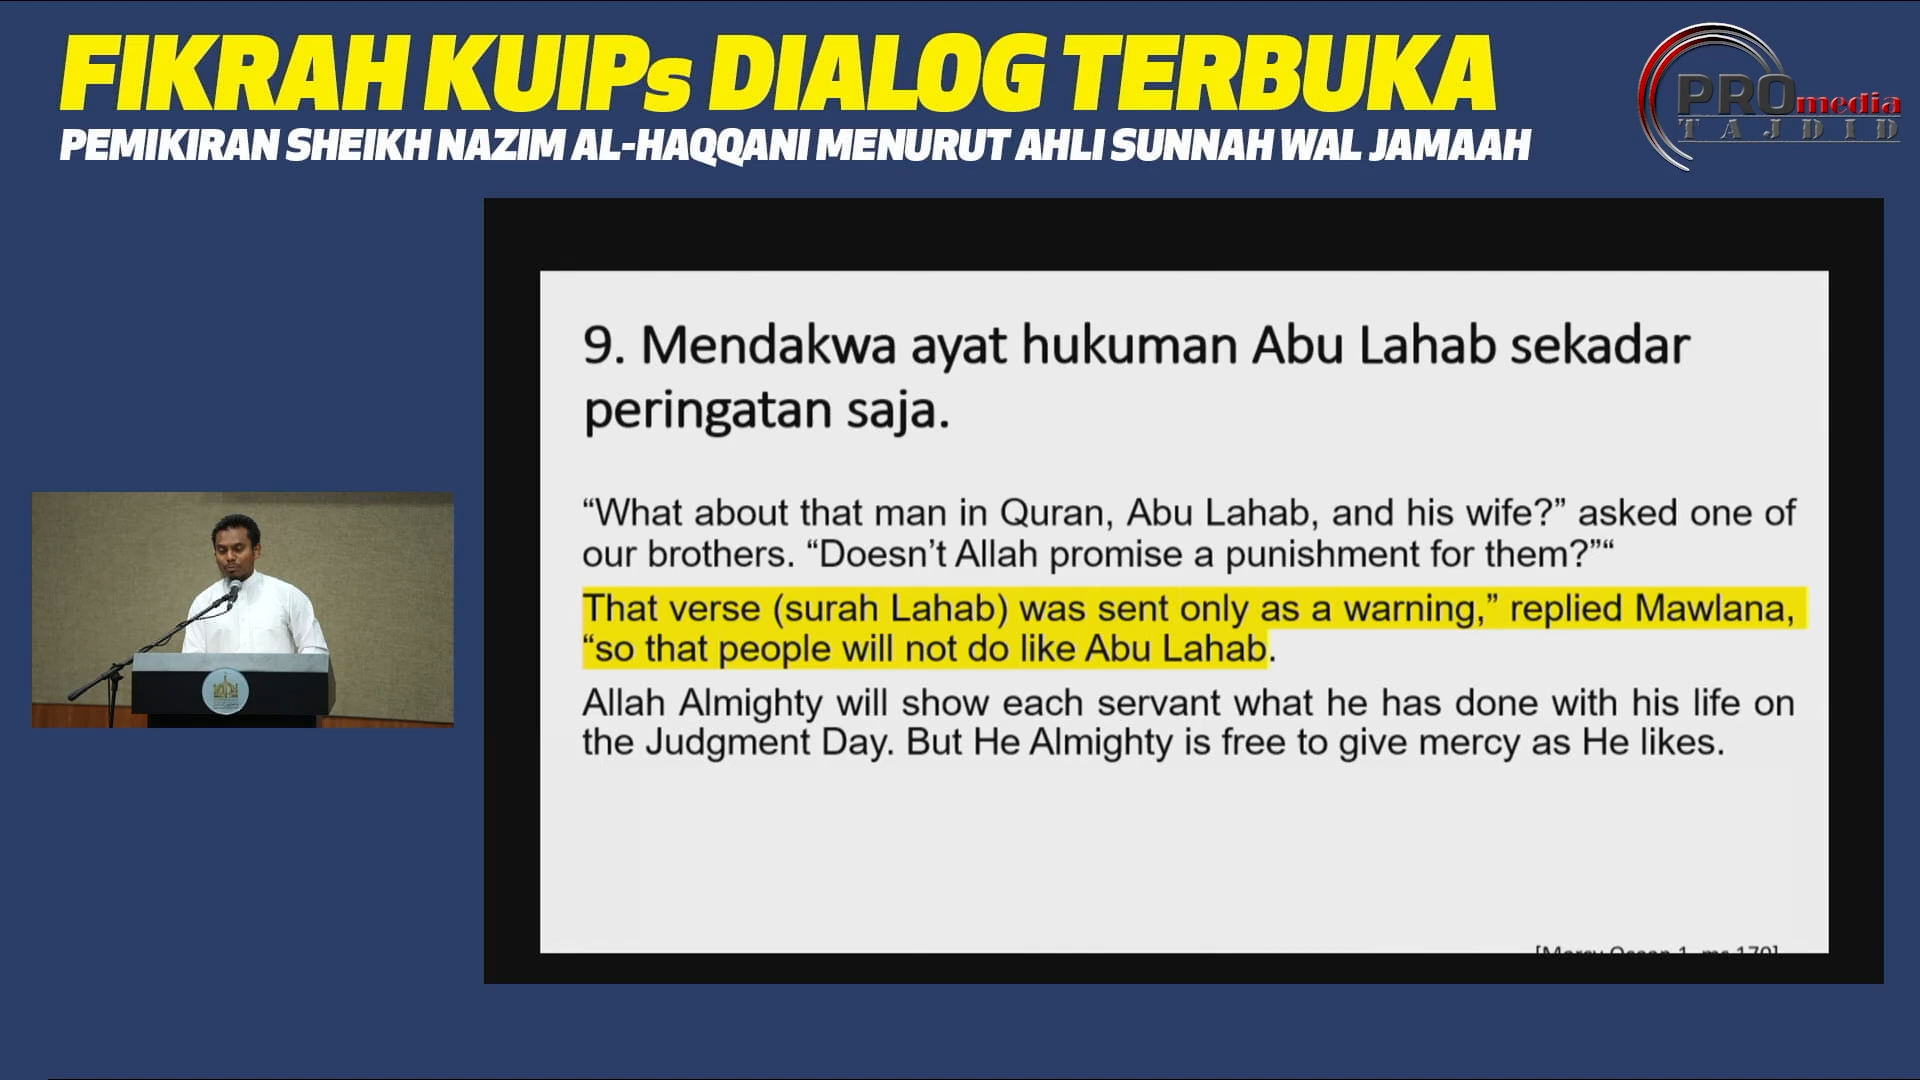 FIKRAH KUIPs DIALOG TERBUKA
PEMIKIRAN SHEIKH NAZIM AL-HAQQANI MENURUT AHLI SUNNAH WAL JAMAAH
PROmedia
TAJDID
9. Mendakwa ayat hukuman Abu Lahab sekadar
peringatan saja.
“What about that man in Quran, Abu Lahab, and his wife?” asked one of
our brothers. “Doesn’t Allah promise a punishment for them?”“
That verse (surah Lahab) was sent only as a warning,” replied Mawlana,
“so that people will not do like Abu Lahab.
Allah Almighty will show each servant what he has done with his life on
the Judgment Day. But He Almighty is free to give mercy as He likes.
[Mercy Ocean 1, ms 170]